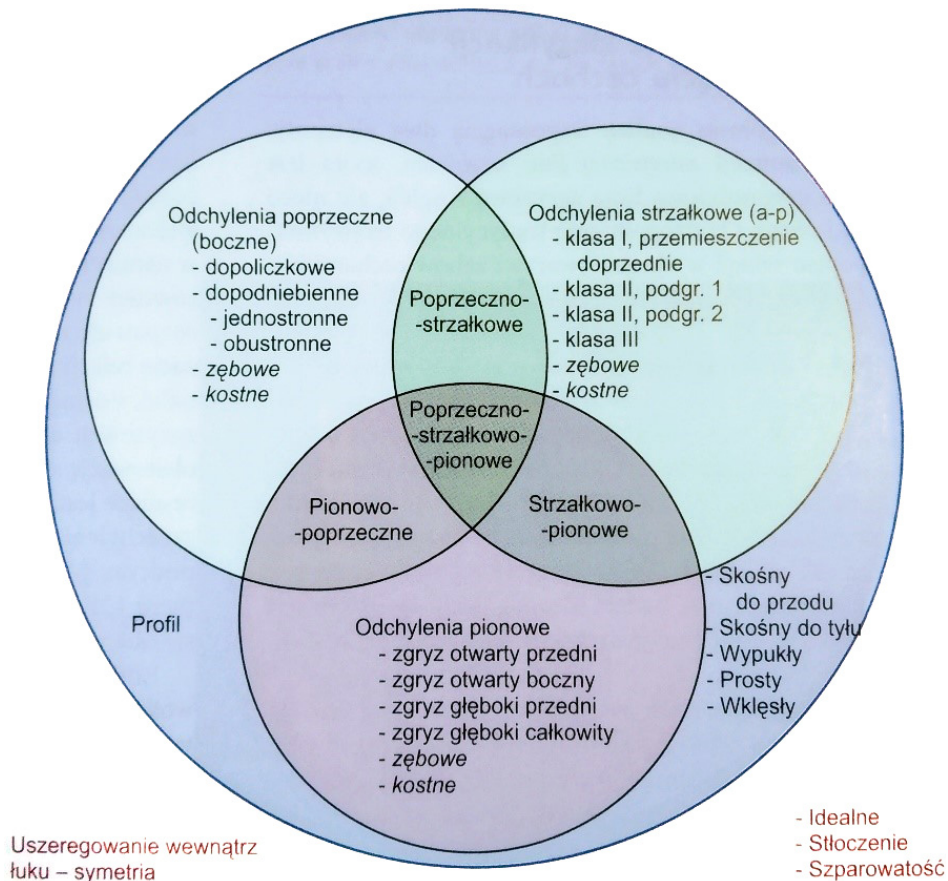 Odchylenia poprzeczne
(boczne)
- dopoliczkowe
- dopodniebienne
- jednostronne
- obustronne
- zębowe
- kostne
Poprzeczno-
-strzałkowe
Odchylenia strzałkowe (a-p)
- klasa I, przemieszczenie
doprzednie
- klasa II, podgr. 1
- klasa II, podgr. 2
- klasa III
- zębowe
- kostne
Poprzeczno-
-strzałkowo-
-pionowe
Pionowo-
-poprzeczne
Strzałkowo-
-pionowe
Profil
- Skośny
do przodu
- Skośny do tyłu
- Wypukły
- Prosty
- Wklęsły
Odchylenia pionowe
- zgryz otwarty przedni
- zgryz otwarty boczny
- zgryz głęboki przedni
- zgryz głęboki całkowity
- zębowe
- kostne
Uszeregowanie wewnątrz
łuku – symetria
- Idealne
- Stłoczenie
- Szparowatość